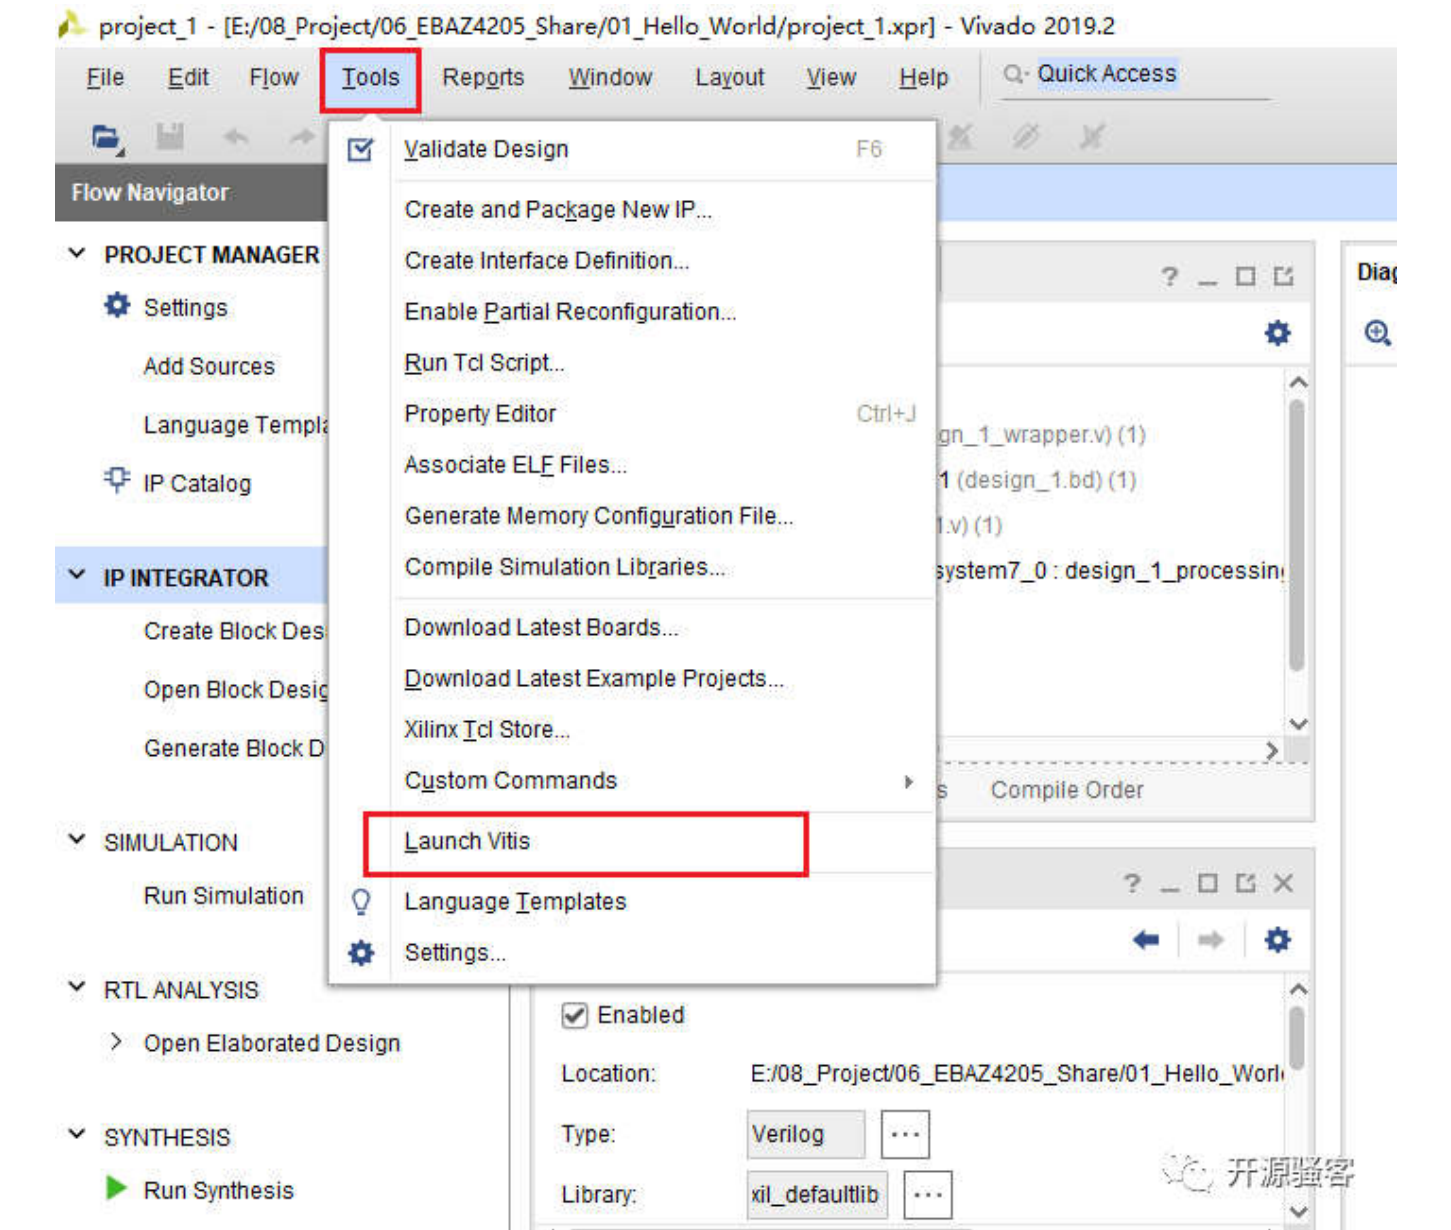 project_1 - [E:/08_Project/06_EBAZ4205_Share/01_Hello_World/project_1.xpr] - Vivado 2019.2
File Edit Flow Tools Reports Window Layout View Help Quick Access
Flow Navigator
PROJECT MANAGER
Settings
Add Sources
Language Templa
IP Catalog
IP INTEGRATOR
Create Block Des
Open Block Desig
Generate Block D
SIMULATION
Run Simulation
RTL ANALYSIS
Open Elaborated Design
SYNTHESIS
Run Synthesis
Validate Design F6
Create and Package New IP...
Create Interface Definition...
Enable Partial Reconfiguration...
Run Tcl Script...
Property Editor Ctrl+J
Associate ELF Files...
Generate Memory Configuration File...
Compile Simulation Libraries...
Download Latest Boards...
Download Latest Example Projects...
Xilinx Tcl Store...
Custom Commands
Launch Vitis
Language Templates
Settings...
Diag
gn_1_wrapper.v) (1)
1 (design_1.bd) (1)
1.v) (1)
system7_0 : design_1_processing
s Compile Order
Enabled
Location: E:/08_Project/06_EBAZ4205_Share/01_Hello_Worl
Type: Verilog ...
Library: xil_defaultlib ...
开源骚客